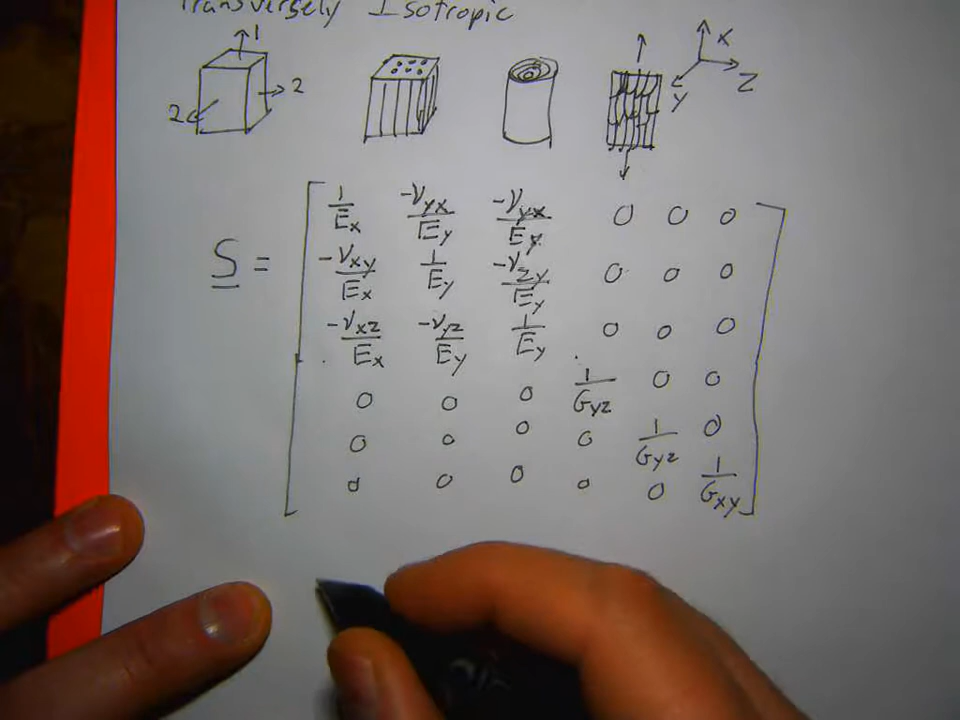 Transversely Isotropic
1 X
2 Z
2 Y
1/Eₓ -νyx/Ey -νyx/Ey 0 0 0
S = -νxy/Ex 1/Ey -νzy/Ey 0 0 0
-νxz/Ex -νyz/Ey 1/Ey 0 0 0
0 0 0 1/Gyz 0 0
0 0 0 0 1/Gyz 0
0 0 0 0 0 1/Gxy